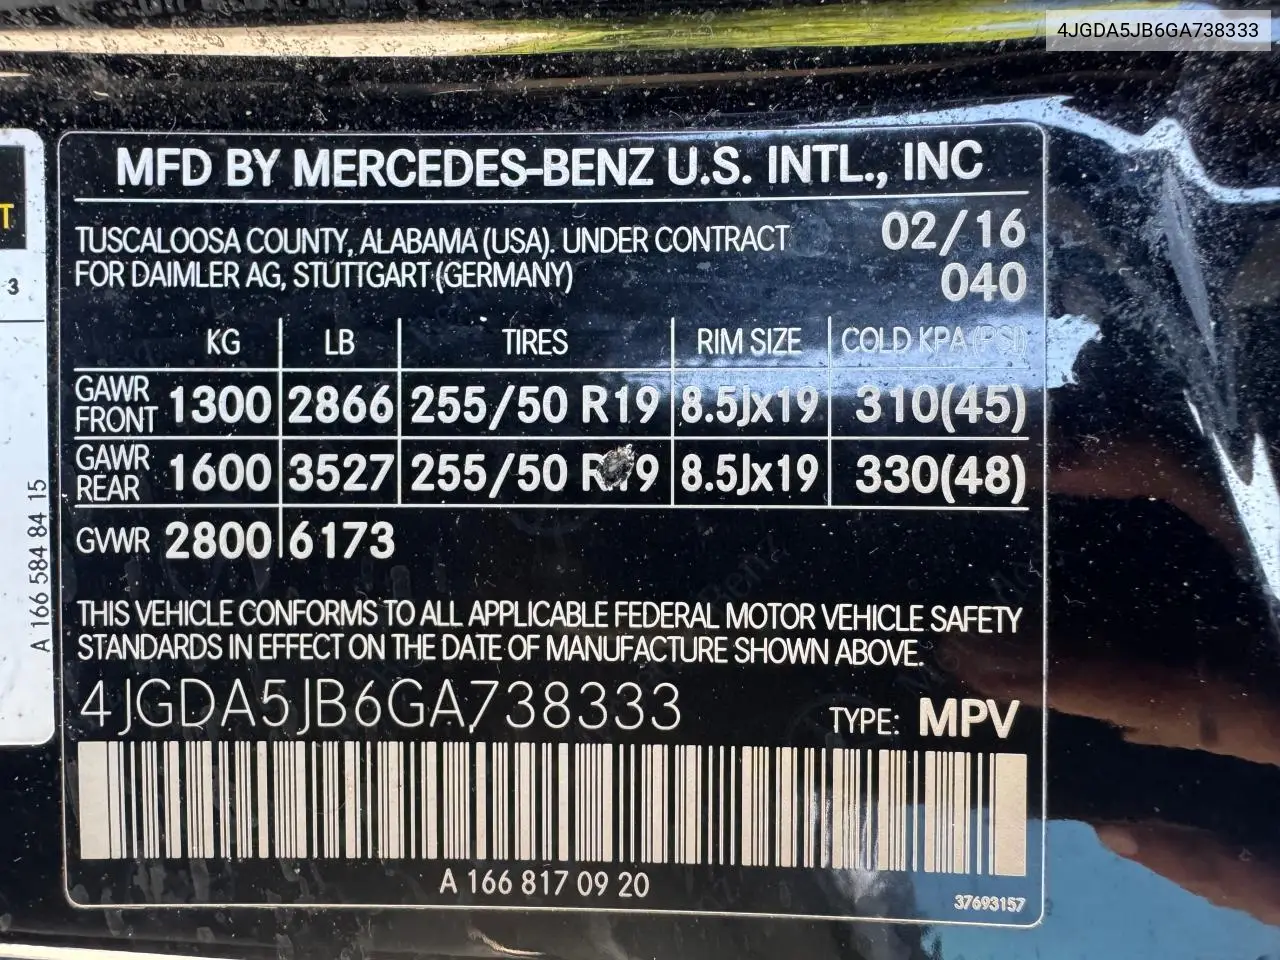 4JGDA5JB6GA738333
MFD BY MERCEDES-BENZ U.S. INTL., INC
TUSCALOOSA COUNTY, ALABAMA (USA). UNDER CONTRACT
FOR DAIMLER AG, STUTTGART (GERMANY)
02/16
040
KG LB TIRES RIM SIZE COLD KPA (PSI)
GAWR FRONT 1300 2866 255/50 R19 8.5Jx19 310(45)
GAWR REAR 1600 3527 255/50 R19 8.5Jx19 330(48)
GVWR 2800 6173
THIS VEHICLE CONFORMS TO ALL APPLICABLE FEDERAL MOTOR VEHICLE SAFETY
STANDARDS IN EFFECT ON THE DATE OF MANUFACTURE SHOWN ABOVE.
4JGDA5JB6GA738333
TYPE: MPV
A 166 817 09 20
37693157
T
3
A 166 584 84 15